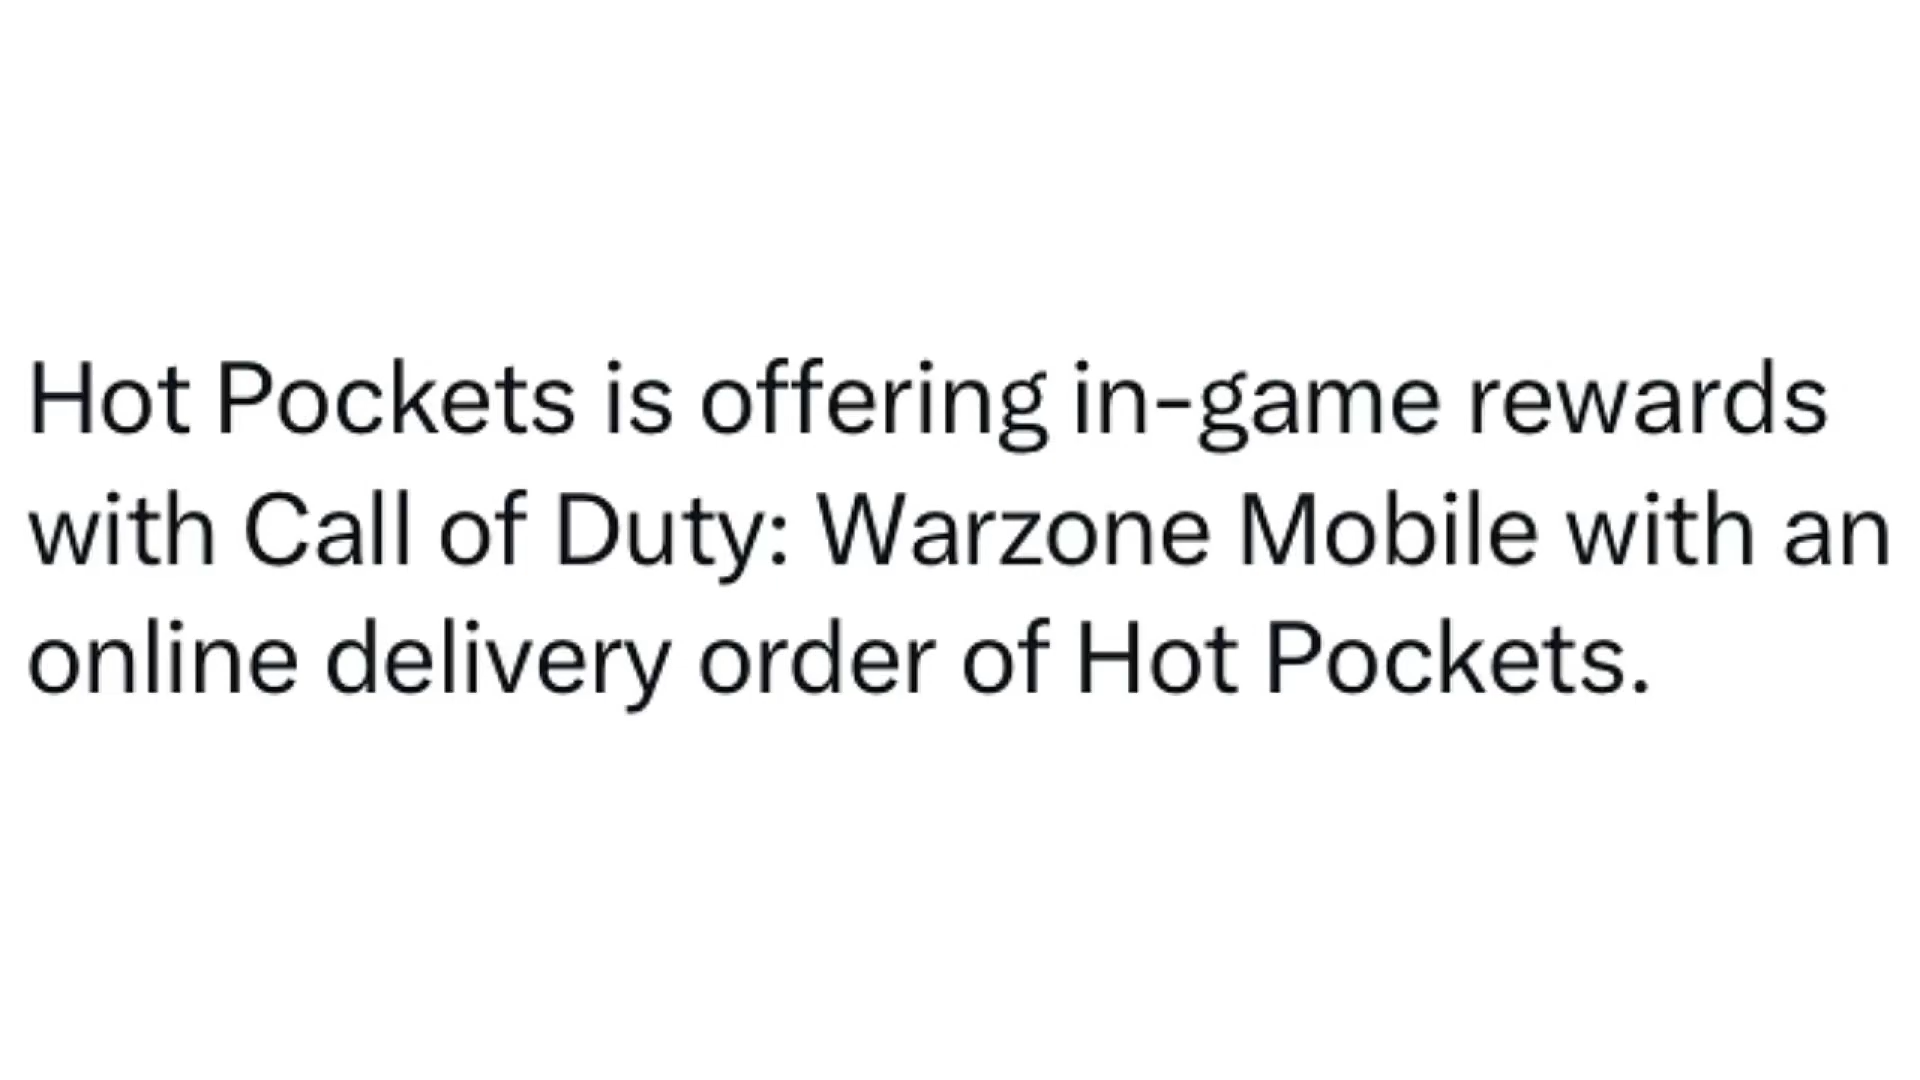 Hot Pockets is offering in-game rewards
with Call of Duty: Warzone Mobile with an
online delivery order of Hot Pockets.